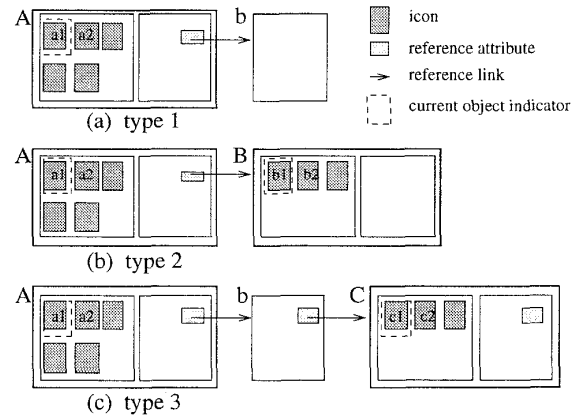 A b
a1 a2
icon
reference attribute
reference link
current object indicator
(a) type 1
A B
a1 a2 b1 b2
(b) type 2
A b C
a1 a2 c1 c2
(c) type 3